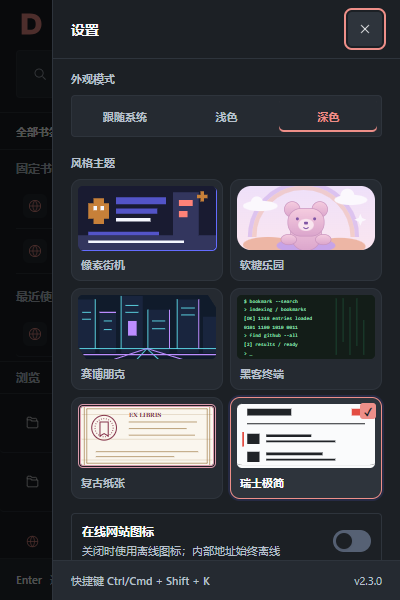 D
设置
外观模式
跟随系统
浅色
深色
风格主题
像素街机
软糖乐园
$ bookmark --search
> indexing / bookmarks
[OK] 1248 entries loaded
0101 1100 1010 0011
> find github --all
[3] results / ready
> _
赛博朋克
黑客终端
EX LIBRIS
复古纸张
瑞士极简
在线网站图标
关闭时使用离线图标；内部地址始终离线
快捷键 Ctrl/Cmd + Shift + K
v2.3.0
全部书
固定书
最近使
浏览
Enter